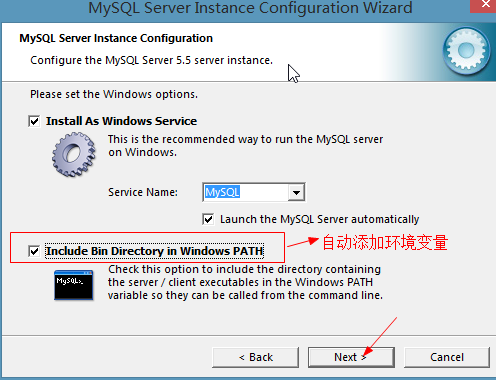 MySQL Server Instance Configuration Wizard
MySQL Server Instance Configuration
Configure the MySQL Server 5.5 server instance.
Please set the Windows options.
Install As Windows Service
This is the recommended way to run the MySQL server
on Windows.
Service Name:
MySQL
Launch the MySQL Server automatically
Include Bin Directory in Windows PATH
自动添加环境变量
Check this option to include the directory containing
the server / client executables in the Windows PATH
variable so they can be called from the command line.
MySQL>_
< Back
Next >
Cancel